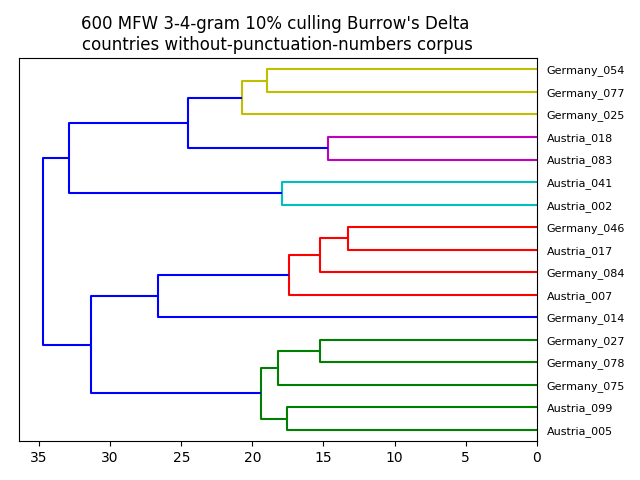 600 MFW 3-4-gram 10% culling Burrow's Delta
countries without-punctuation-numbers corpus
Germany_054
Germany_077
Germany_025
Austria_018
Austria_083
Austria_041
Austria_002
Germany_046
Austria_017
Germany_084
Austria_007
Germany_014
Germany_027
Germany_078
Germany_075
Austria_099
Austria_005
35 30 25 20 15 10 5 0